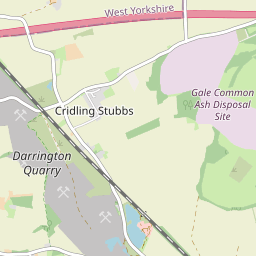 West Yorkshire
Gale Common
Ash Disposal
Site
Cridling Stubbs
Darrington
Quarry